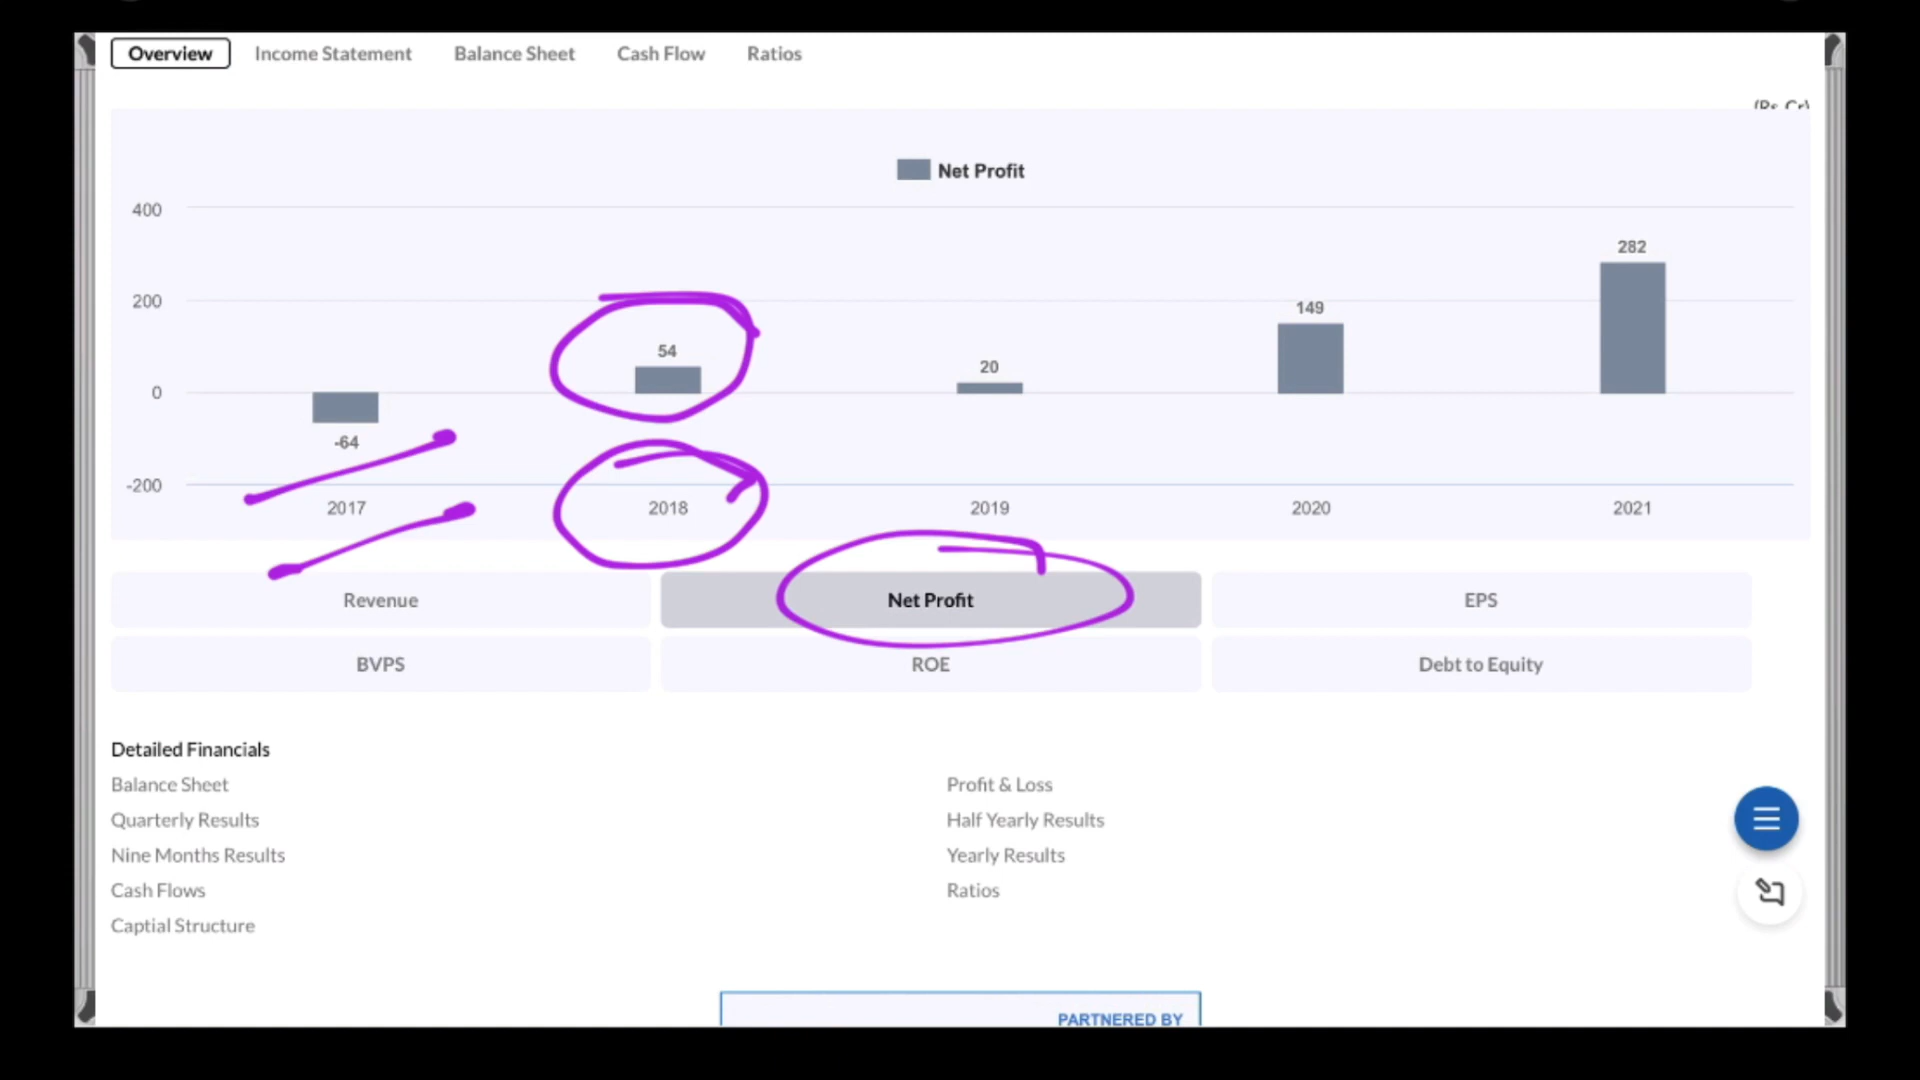 Overview Income Statement Balance Sheet Cash Flow Ratios
(Rs. Cr)
Net Profit
400
200
0
-200
-64
54
20
149
282
2017 2018 2019 2020 2021
Revenue Net Profit EPS
BVPS ROE Debt to Equity
Detailed Financials
Balance Sheet Profit & Loss
Quarterly Results Half Yearly Results
Nine Months Results Yearly Results
Cash Flows Ratios
Captial Structure
PARTNERED BY